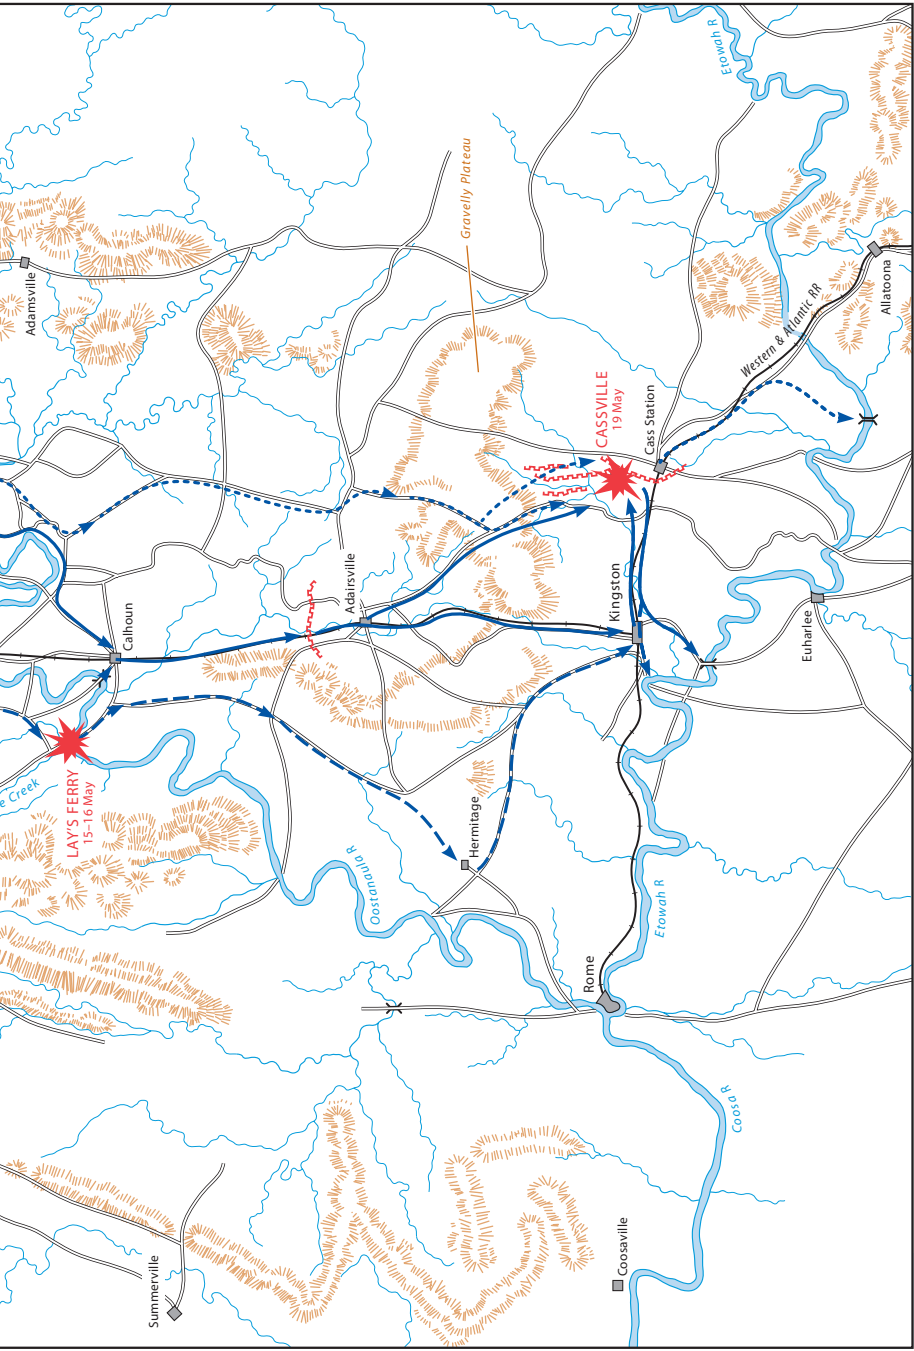 Adamsville
Gravelly Plateau
Etowah R
Allatoona
Western & Atlantic RR
CASSVILLE
19 May
Cass Station
Adairsville
Calhoun
Kingston
Euharlee
e Creek
LAY'S FERRY
15–16 May
Hermitage
Oostanaula R
Etowah R
Rome
Coosa R
Summerville
Coosaville